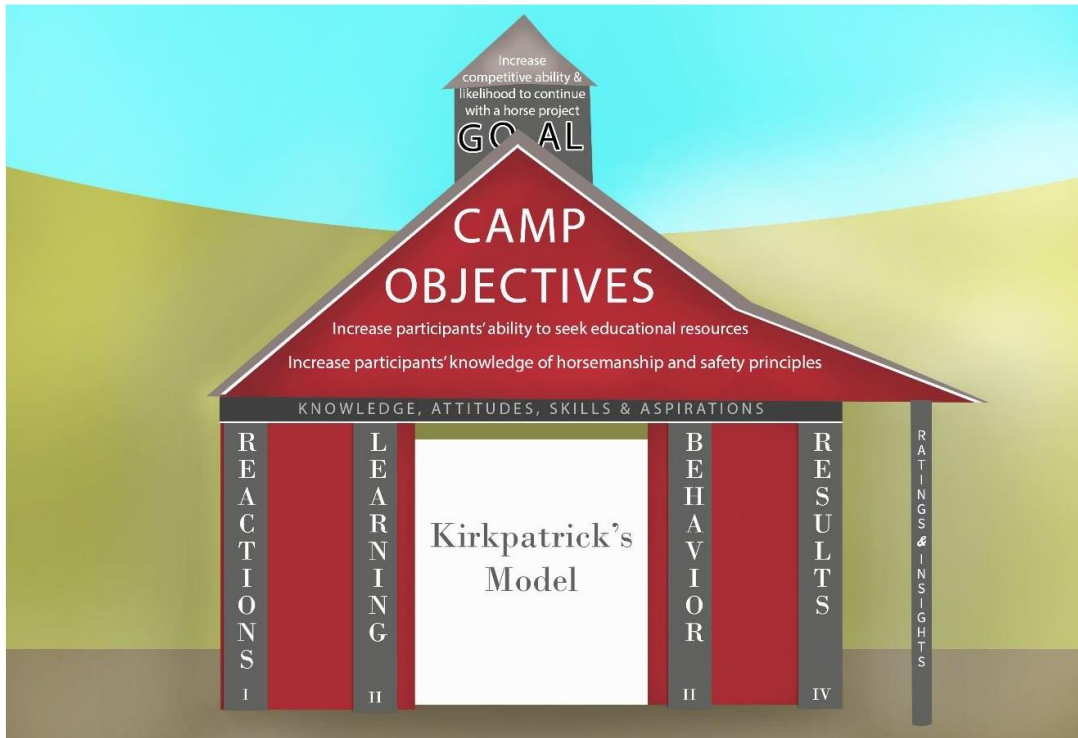 Increase
competitive ability &
likelihood to continue
with a horse project
GOAL
CAMP
OBJECTIVES
Increase participants' ability to seek educational resources
Increase participants' knowledge of horsemanship and safety principles
KNOWLEDGE, ATTITUDES, SKILLS & ASPIRATIONS
REACTIONS
I
LEARNING
II
Kirkpatrick's
Model
BEHAVIOR
II
RESULTS
IV
RATINGS & INSIGHTS